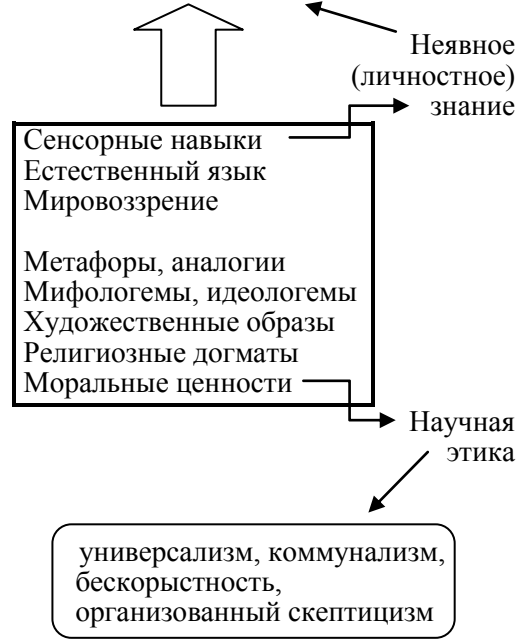 Неявное
(личностное)
знание
Сенсорные навыки
Естественный язык
Мировоззрение
Метафоры, аналогии
Мифологемы, идеологемы
Художественные образы
Религиозные догматы
Моральные ценности
Научная
этика
универсализм, коммунализм,
бескорыстность,
организованный скептицизм